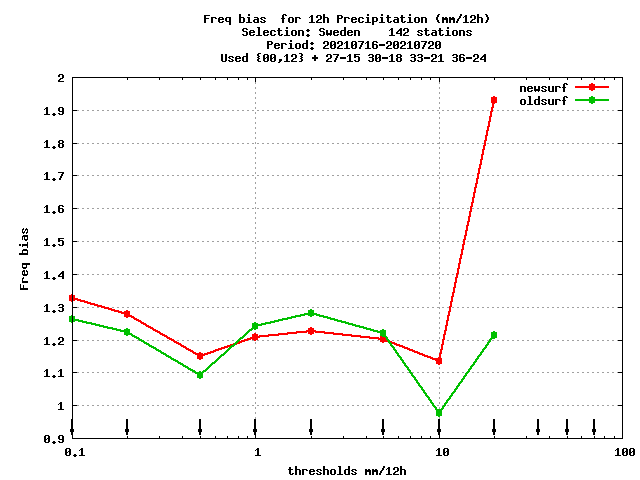 Freq bias  for 12h Precipitation (mm/12h)
Selection: Sweden    142 stations
Period: 20210716-20210720
Used {00,12} + 27-15 30-18 33-21 36-24
newsurf
oldsurf
2
1.9
1.8
1.7
1.6
1.5
1.4
1.3
1.2
1.1
1
0.9
Freq bias
0.1 1 10 100
thresholds mm/12h